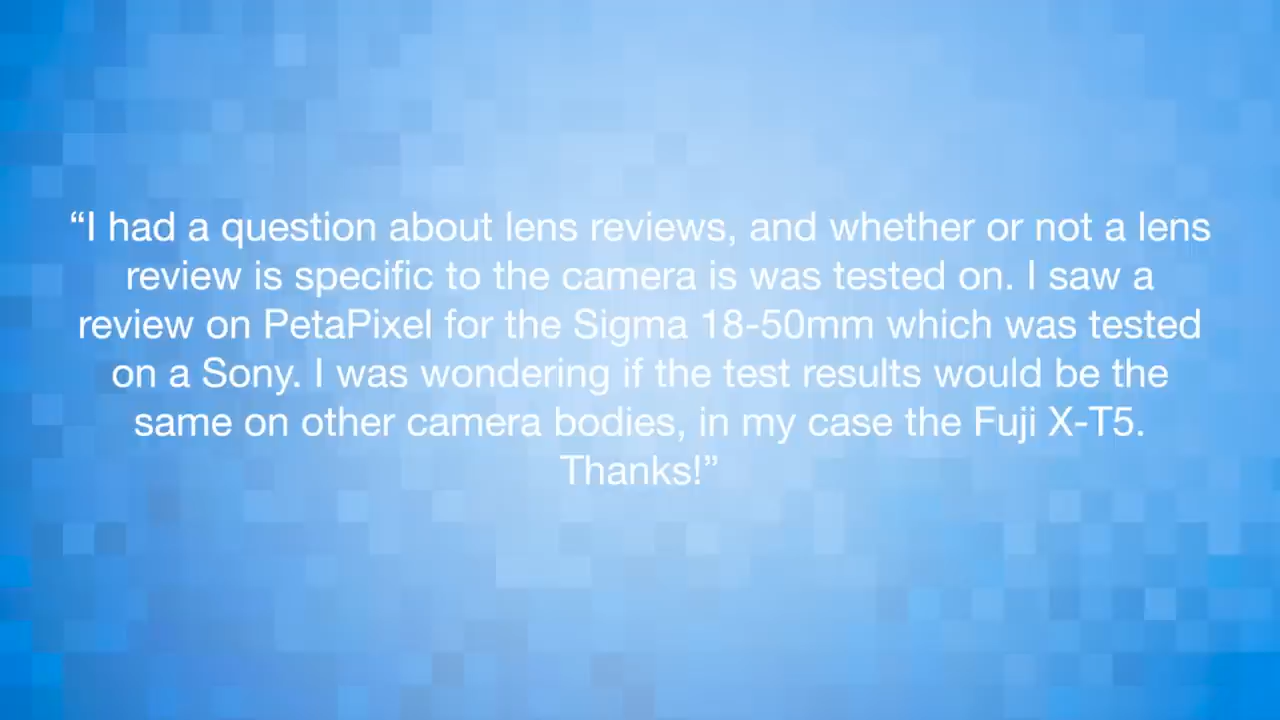 “I had a question about lens reviews, and whether or not a lens
review is specific to the camera is was tested on. I saw a
review on PetaPixel for the Sigma 18-50mm which was tested
on a Sony. I was wondering if the test results would be the
same on other camera bodies, in my case the Fuji X-T5.
Thanks!”